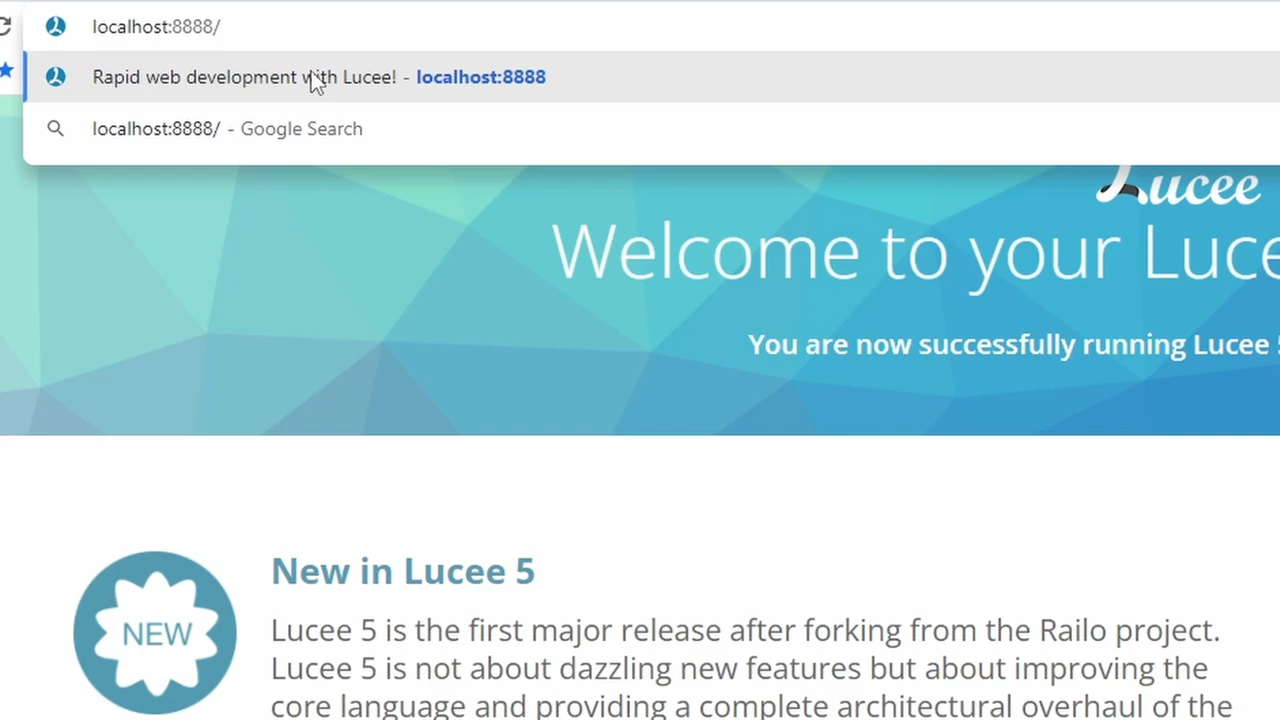 localhost:8888/
Rapid web development with Lucee! - localhost:8888
localhost:8888/ - Google Search
Lucee
Welcome to your Luce
You are now successfully running Lucee 5
NEW
New in Lucee 5
Lucee 5 is the first major release after forking from the Railo project.
Lucee 5 is not about dazzling new features but about improving the
core language and providing a complete architectural overhaul of the